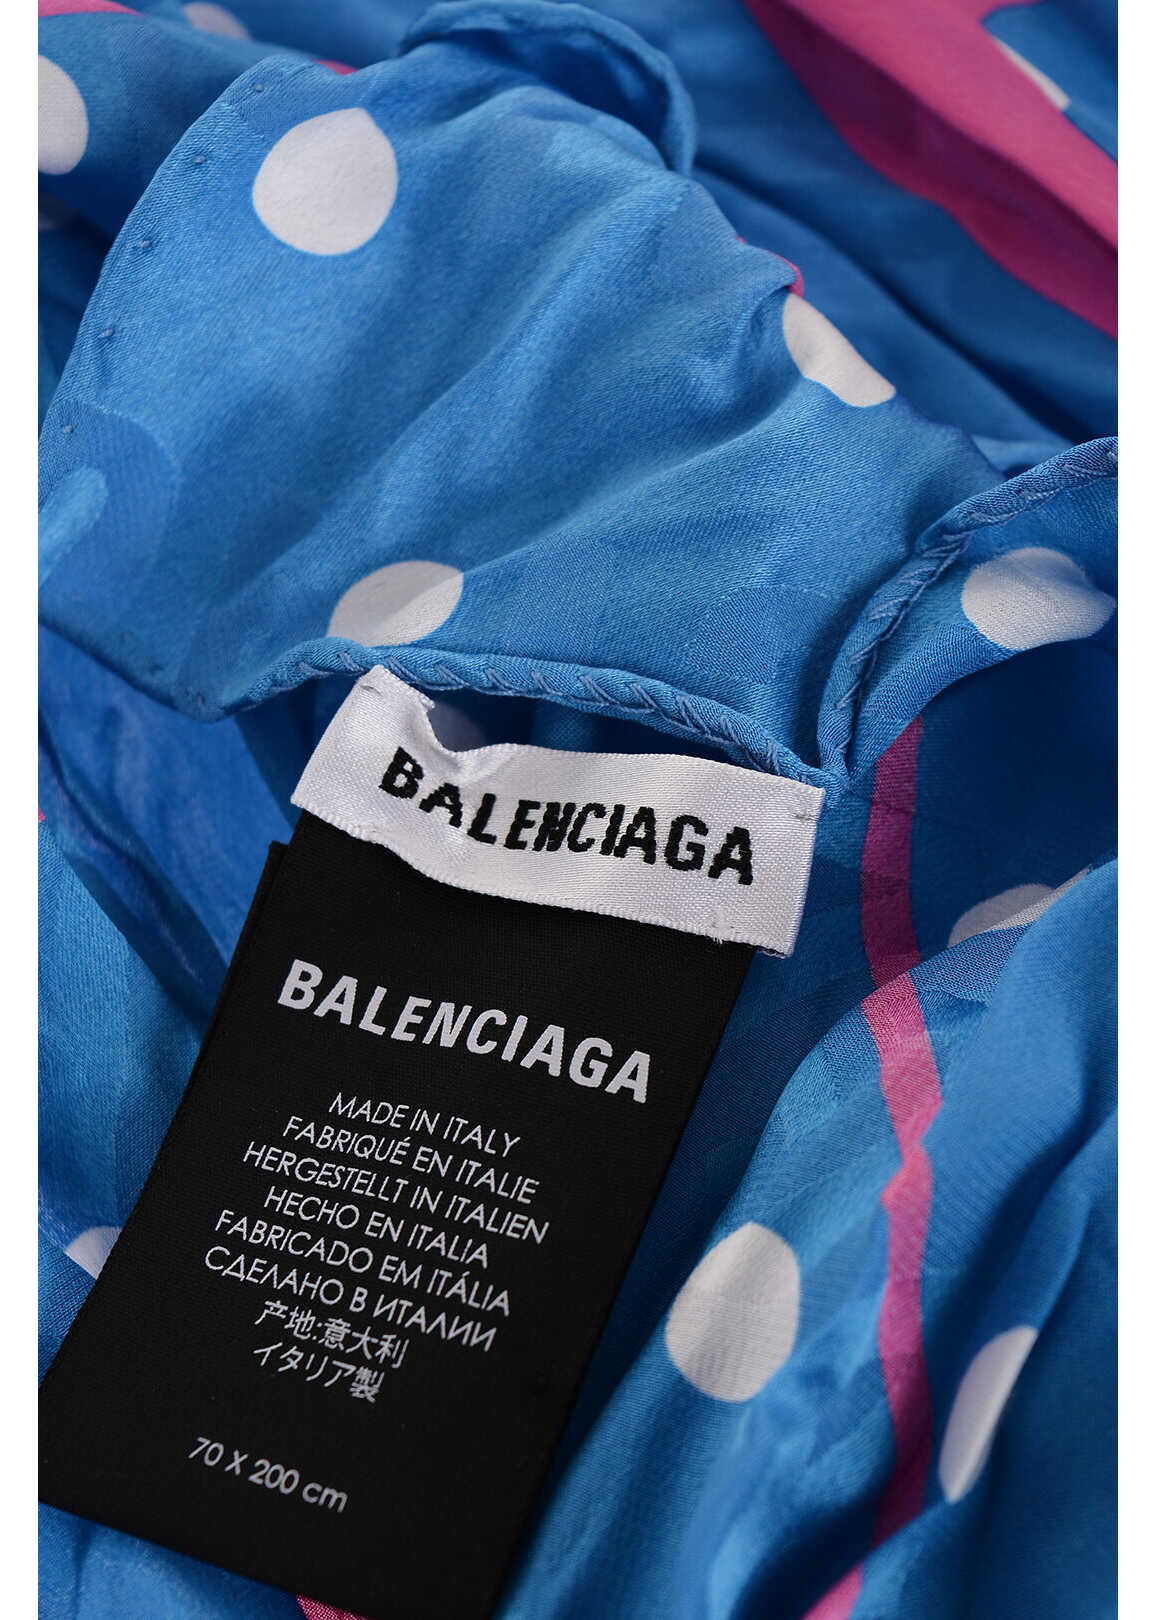 BALENCIAGA
BALENCIAGA
MADE IN ITALY
FABRIQUÉ EN ITALIE
HERGESTELLT IN ITALIEN
HECHO EN ITALIA
FABRICADO EM ITÁLIA
СДЕЛАНО В ИТАЛИИ
产地:意大利
イタリア製
70 X 200 cm